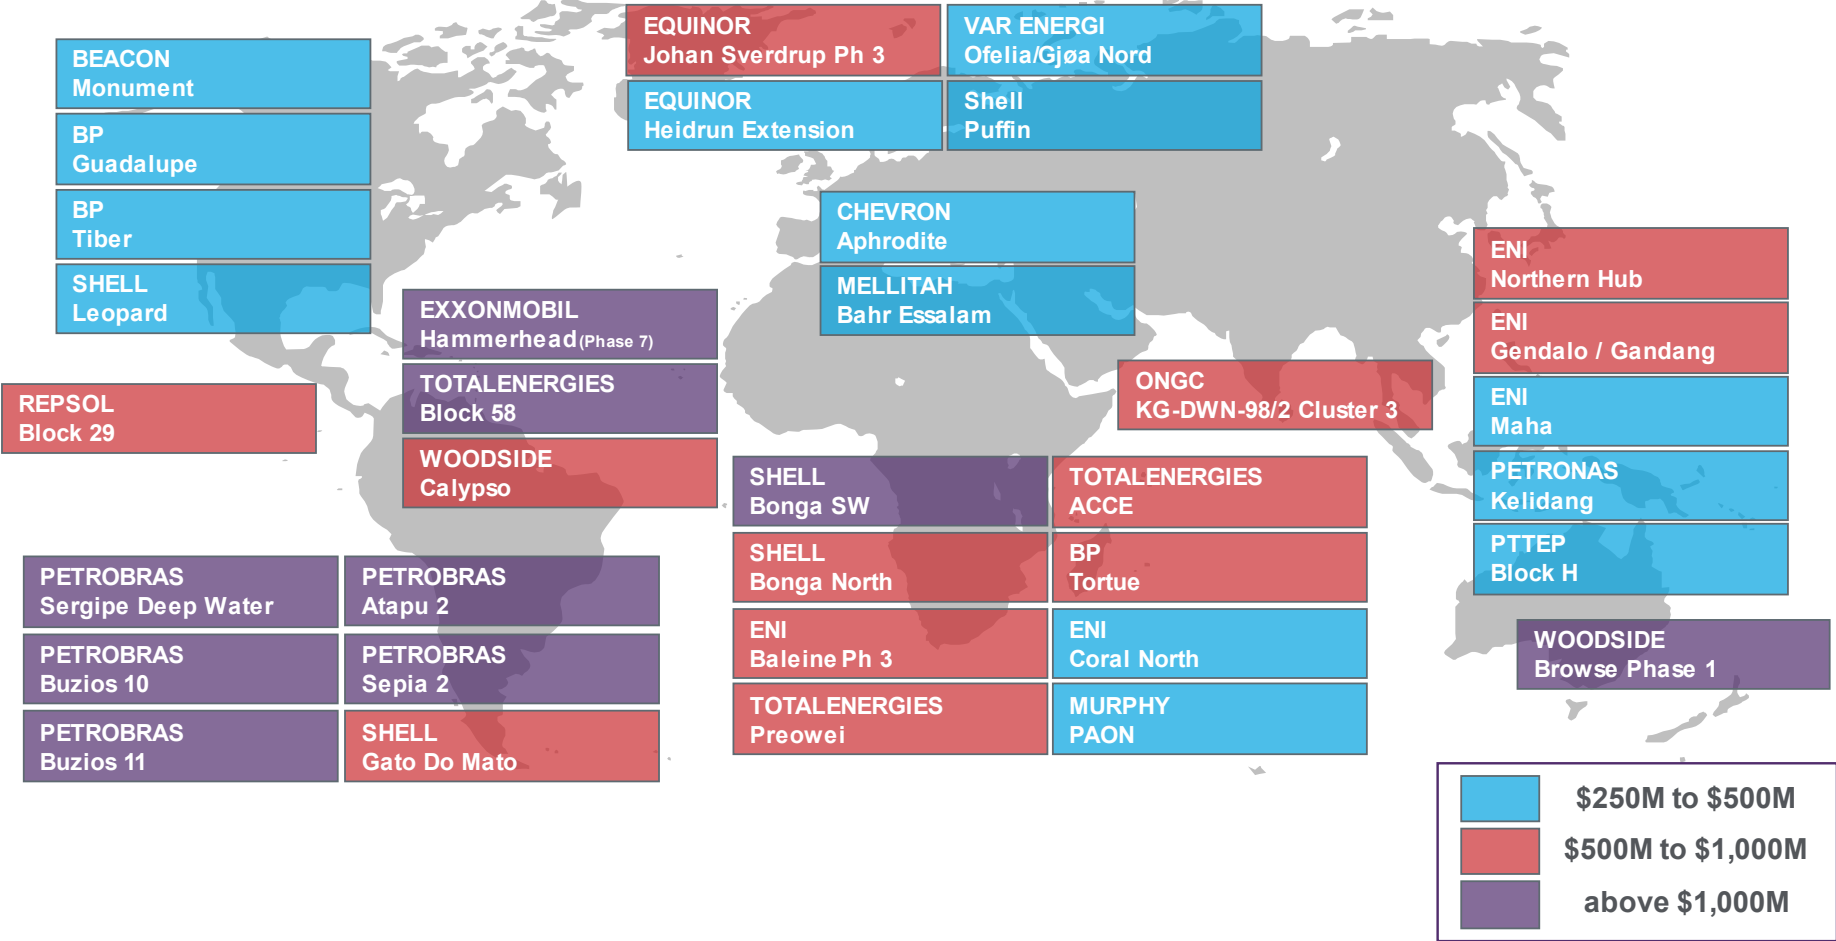 BEACON
Monument
BP
Guadalupe
BP
Tiber
SHELL
Leopard
EQUINOR
Johan Sverdrup Ph 3
VAR ENERGI
Ofelia/Gjøa Nord
EQUINOR
Heidrun Extension
Shell
Puffin
CHEVRON
Aphrodite
MELLITAH
Bahr Essalam
EXXONMOBIL
Hammerhead (Phase 7)
TOTALENERGIES
Block 58
WOODSIDE
Calypso
REPSOL
Block 29
ONGC
KG-DWN-98/2 Cluster 3
ENI
Northern Hub
ENI
Gendalo / Gandang
ENI
Maha
PETRONAS
Kelidang
PTTEP
Block H
WOODSIDE
Browse Phase 1
SHELL
Bonga SW
TOTALENERGIES
ACCE
SHELL
Bonga North
BP
Tortue
ENI
Baleine Ph 3
ENI
Coral North
TOTALENERGIES
Preowei
MURPHY
PAON
PETROBRAS
Sergipe Deep Water
PETROBRAS
Atapu 2
PETROBRAS
Buzios 10
PETROBRAS
Sepia 2
PETROBRAS
Buzios 11
SHELL
Gato Do Mato
$250M to $500M
$500M to $1,000M
above $1,000M